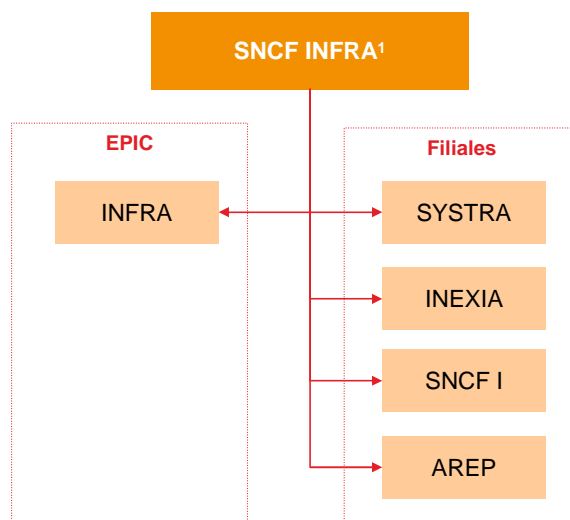 SNCF INFRA¹
EPIC
INFRA
Filiales
SYSTRA
INEXIA
SNCF I
AREP